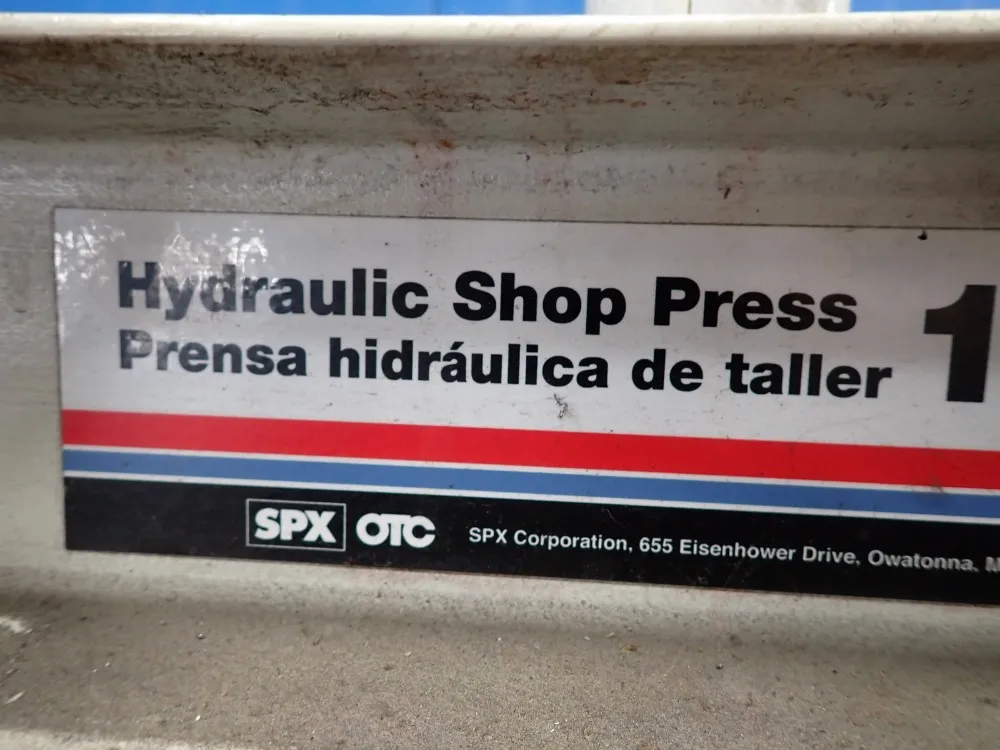 Hydraulic Shop Press 1
Prensa hidráulica de taller
SPX OTC SPX Corporation, 655 Eisenhower Drive, Owatonna, M